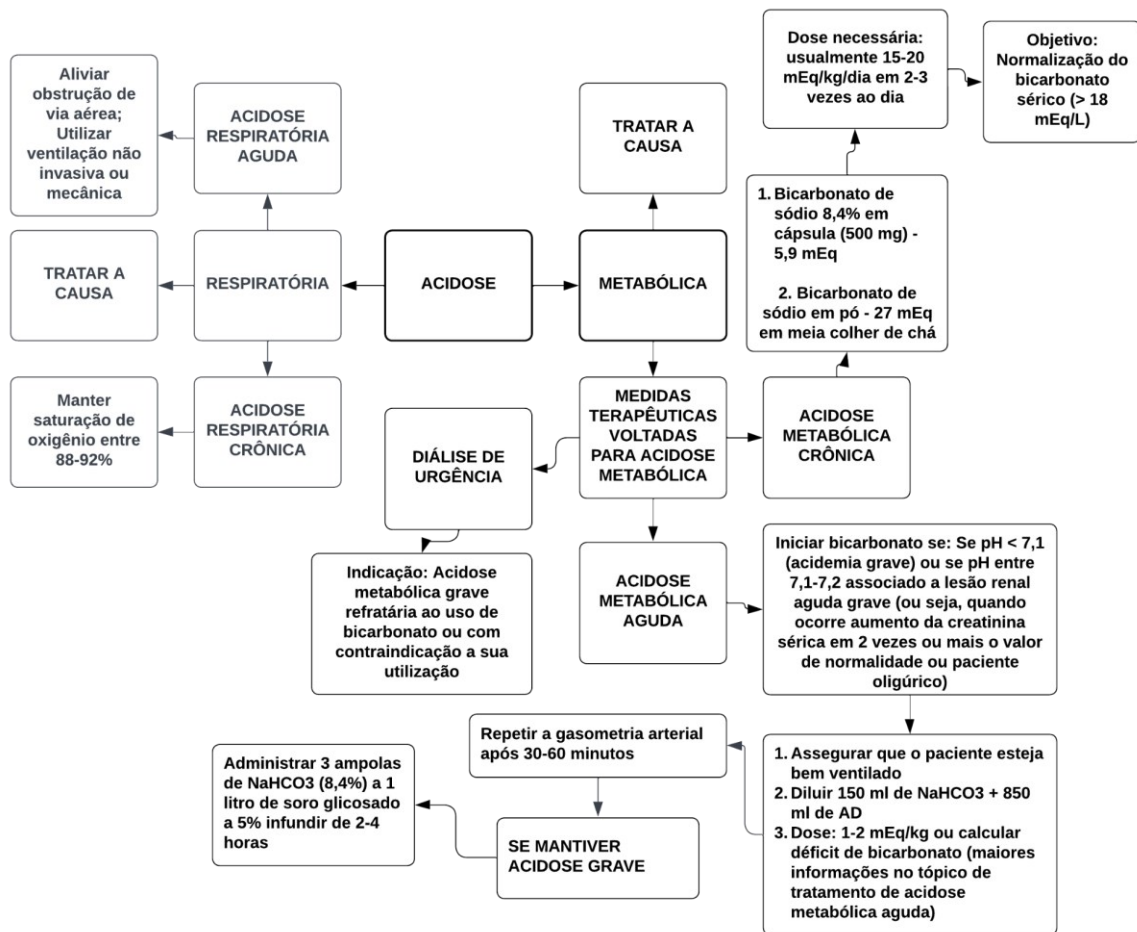 Dose necessária:
usualmente 15-20
mEq/kg/dia em 2-3
vezes ao dia
Objetivo:
Normalização do
bicarbonato
sérico (> 18
mEq/L)
Aliviar
obstrução de
via aérea;
Utilizar
ventilação não
invasiva ou
mecânica
ACIDOSE
RESPIRATÓRIA
AGUDA
TRATAR A
CAUSA
1. Bicarbonato de
sódio 8,4% em
cápsula (500 mg) -
5,9 mEq
2. Bicarbonato de
sódio em pó - 27 mEq
em meia colher de chá
TRATAR A
CAUSA
RESPIRATÓRIA
ACIDOSE
METABÓLICA
Manter
saturação de
oxigênio entre
88-92%
ACIDOSE
RESPIRATÓRIA
CRÔNICA
DIÁLISE DE
URGÊNCIA
MEDIDAS
TERAPÊUTICAS
VOLTADAS
PARA ACIDOSE
METABÓLICA
ACIDOSE
METABÓLICA
CRÔNICA
Indicação: Acidose
metabólica grave
refratária ao uso de
bicarbonato ou com
contraindicação a sua
utilização
ACIDOSE
METABÓLICA
AGUDA
Iniciar bicarbonato se: Se pH < 7,1
(acidemia grave) ou se pH entre
7,1-7,2 associado a lesão renal
aguda grave (ou seja, quando
ocorre aumento da creatinina
sérica em 2 vezes ou mais o valor
de normalidade ou paciente
oligúrico)
Repetir a gasometria arterial
após 30-60 minutos
Administrar 3 ampolas
de NaHCO3 (8,4%) a 1
litro de soro glicosado
a 5% infundir de 2-4
horas
SE MANTIVER
ACIDOSE GRAVE
1. Assegurar que o paciente esteja
bem ventilado
2. Diluir 150 ml de NaHCO3 + 850
ml de AD
3. Dose: 1-2 mEq/kg ou calcular
déficit de bicarbonato (maiores
informações no tópico de
tratamento de acidose
metabólica aguda)